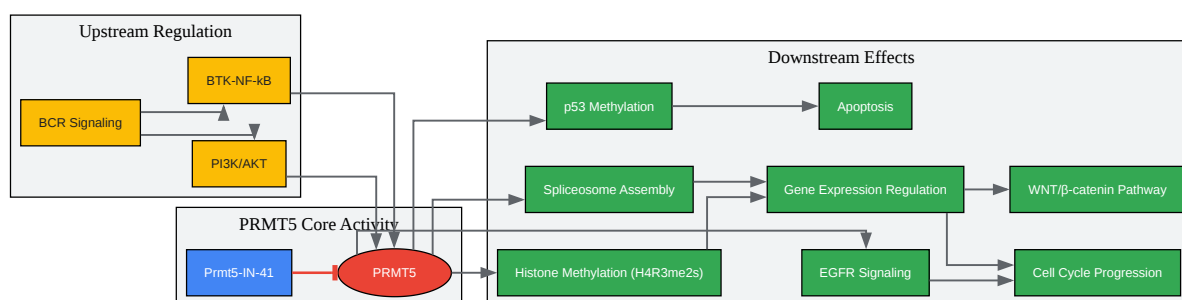 Upstream Regulation
BTK-NF-kB
BCR Signaling
PI3K/AKT
PRMT5 Core Activity
Prmt5-IN-41
PRMT5
Downstream Effects
p53 Methylation
Apoptosis
Spliceosome Assembly
Gene Expression Regulation
WNT/β-catenin Pathway
Histone Methylation (H4R3me2s)
EGFR Signaling
Cell Cycle Progression